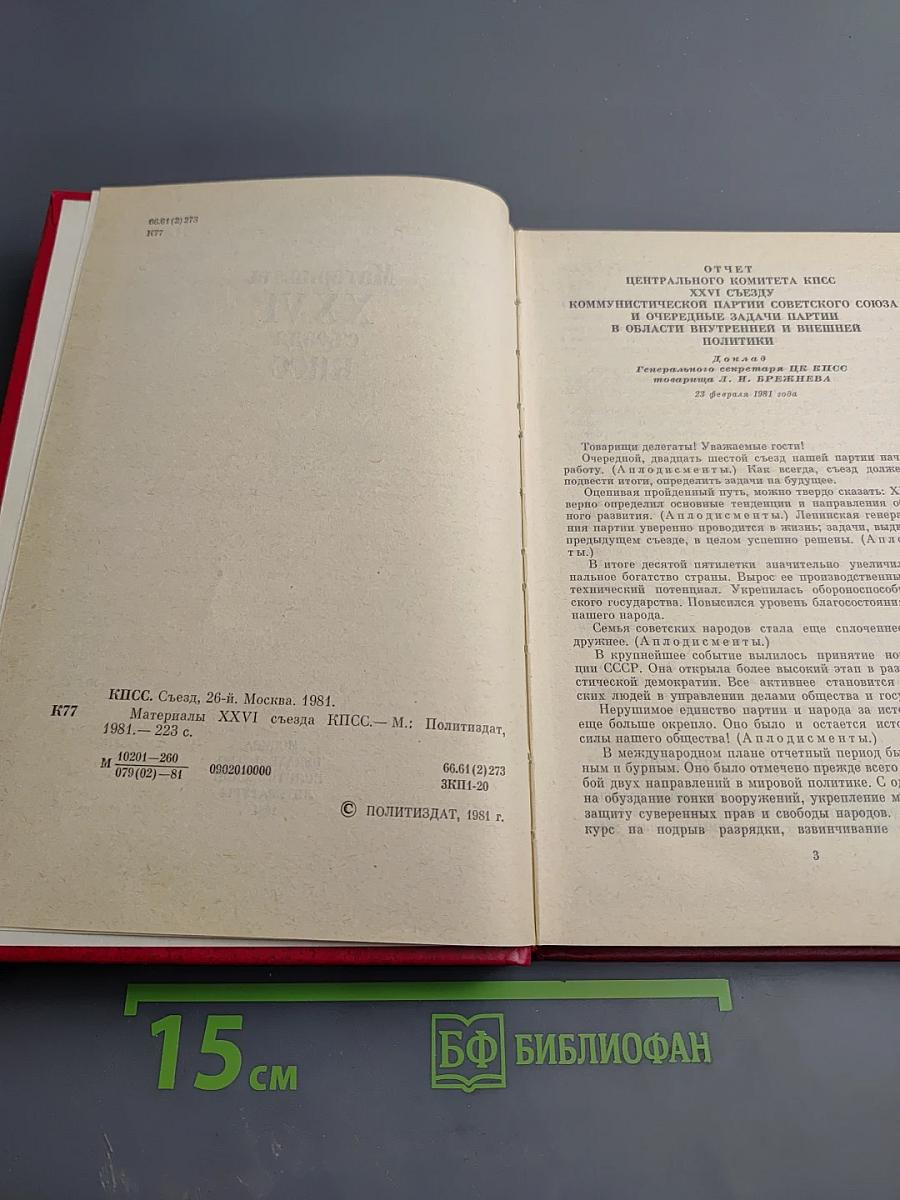 66.61(2)273
К77
КПСС. Съезд, 26-й. Москва. 1981.
К77
Материалы XXVI съезда КПСС.— М.: Политиздат,
1981.— 223 с.
М 10201—260
079(02)—81
0902010000
66.61(2)273
3КП1-20
© ПОЛИТИЗДАТ, 1981 г.
ОТЧЕТ
ЦЕНТРАЛЬНОГО КОМИТЕТА КПСС
XXVI СЪЕЗДУ
КОММУНИСТИЧЕСКОЙ ПАРТИИ СОВЕТСКОГО СОЮЗА
И ОЧЕРЕДНЫЕ ЗАДАЧИ ПАРТИИ
В ОБЛАСТИ ВНУТРЕННЕЙ И ВНЕШНЕЙ
ПОЛИТИКИ
Доклад
Генерального секретаря ЦК КПСС
товарища Л. И. БРЕЖНЕВА
23 февраля 1981 года
Товарищи делегаты! Уважаемые гости!
Очередной, двадцать шестой съезд нашей партии нач
работу. (Аплодисменты.) Как всегда, съезд долже
подвести итоги, определить задачи на будущее.
Оценивая пройденный путь, можно твердо сказать: X
верно определил основные тенденции и направления о
ного развития. (Аплодисменты.) Ленинская генера
ния партии уверенно проводится в жизнь; задачи, выдв
предыдущем съезде, в целом успешно решены. (Апл
ты.)
В итоге десятой пятилетки значительно увеличил
нальное богатство страны. Вырос ее производственны
технический потенциал. Укрепилась обороноспособ
ского государства. Повысился уровень благосостояния
нашего народа.
Семья советских народов стала еще сплоченнее
дружнее. (Аплодисменты.)
В крупнейшее событие вылилось принятие но
ции СССР. Она открыла более высокий этап в раз
стической демократии. Все активнее становится
ских людей в управлении делами общества и госу
Нерушимое единство партии и народа за исте
еще больше окрепло. Оно было и остается исто
силы нашего общества! (Аплодисменты.)
В международном плане отчетный период бы
ным и бурным. Оно было отмечено прежде всего
бой двух направлений в мировой политике. С о
на обуздание гонки вооружений, укрепление м
защиту суверенных прав и свободы народов.
курс на подрыв разрядки, взвинчивание
3
15 см
БФ БИБЛИОФАН